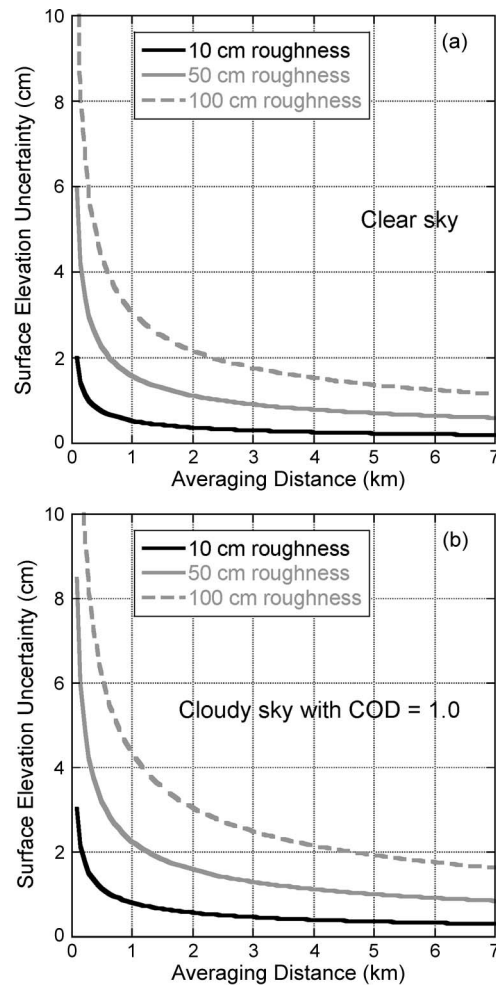 10
8
6
4
2
0
Surface Elevation Uncertainty (cm)
10 cm roughness
50 cm roughness
100 cm roughness
(a)
Clear sky
0 1 2 3 4 5 6 7
Averaging Distance (km)
10
8
6
4
2
0
Surface Elevation Uncertainty (cm)
10 cm roughness
50 cm roughness
100 cm roughness
(b)
Cloudy sky with COD = 1.0
0 1 2 3 4 5 6 7
Averaging Distance (km)